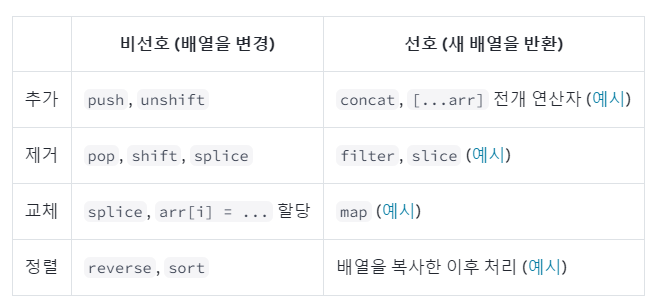 비선호 (배열을 변경) 선호 (새 배열을 반환)
추가 push, unshift concat, [...arr] 전개 연산자 (예시)
제거 pop, shift, splice filter, slice (예시)
교체 splice, arr[i] = ... 할당 map (예시)
정렬 reverse, sort 배열을 복사한 이후 처리 (예시)